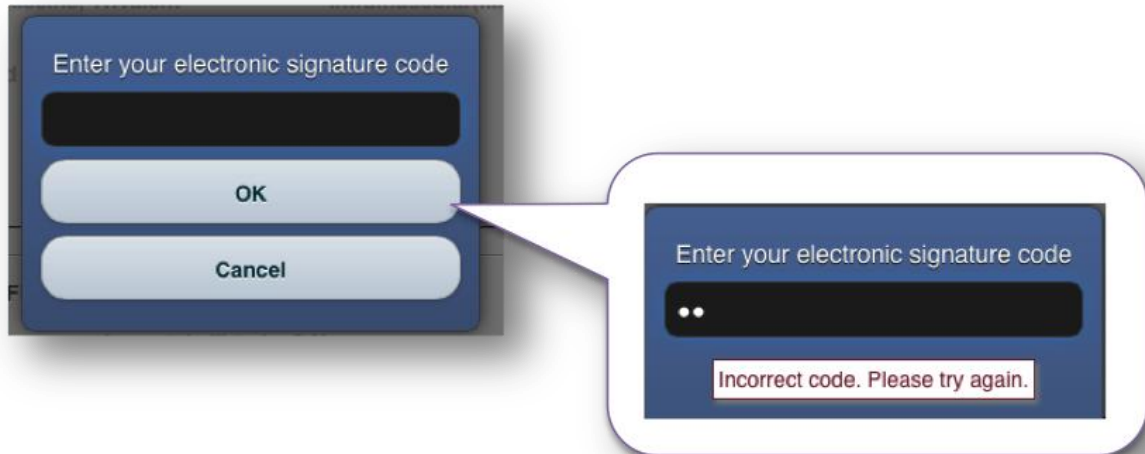 Enter your electronic signature code
OK
Cancel
Enter your electronic signature code
••
Incorrect code. Please try again.